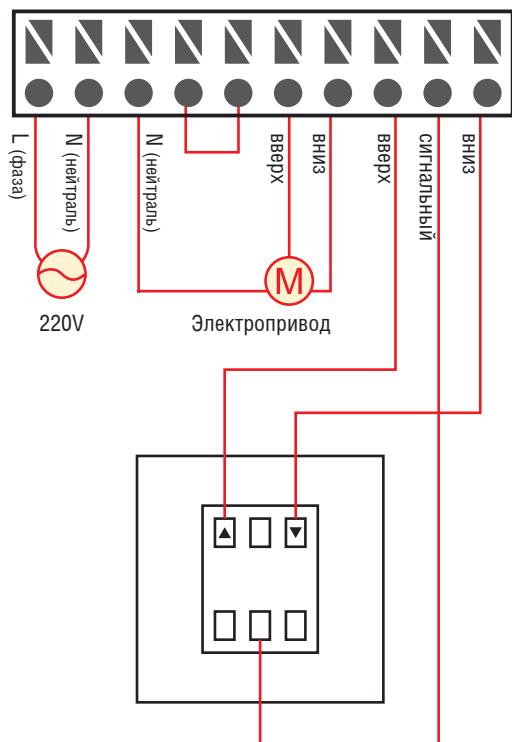 L (фаза)
N (нейтраль)
N (нейтраль)
вверх
вниз
вверх
сигнальный
вниз
M
220V
Электропривод